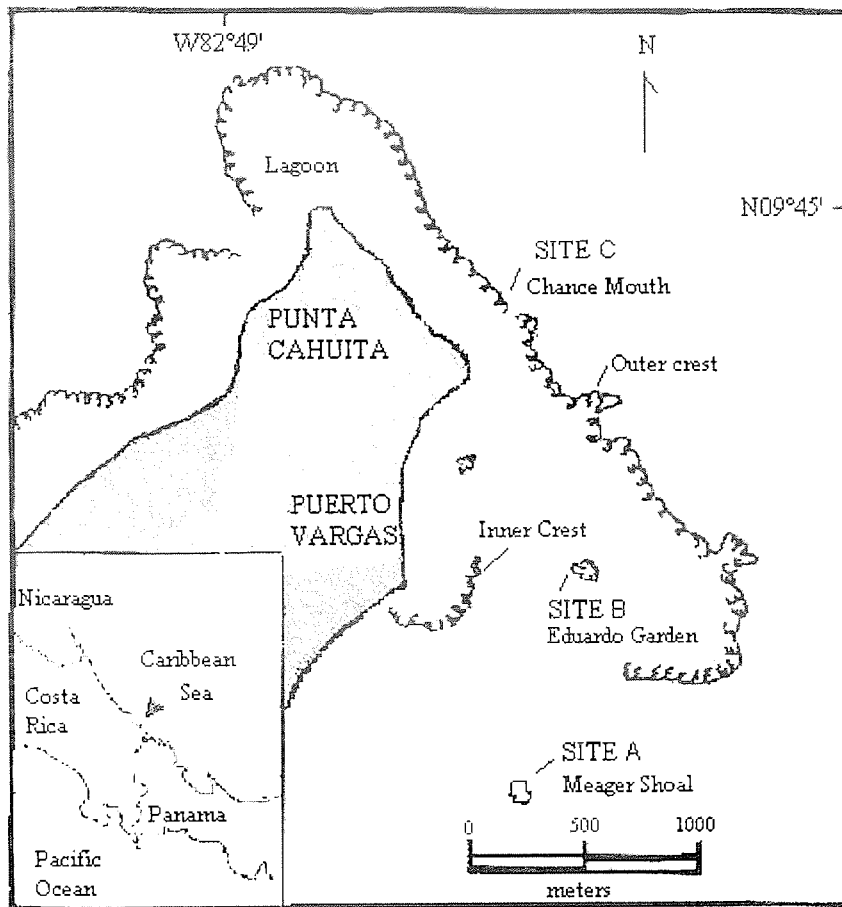 W82°49'
N
Lagoon
N09°45'
SITE C
Chance Mouth
PUNTA
CAHUITA
Outer crest
PUERTO
VARGAS
Inner Crest
SITE B
Eduardo Garden
Nicaragua
Caribbean
Sea
Costa
Rica
SITE A
Meager Shoal
Panama
0 500 1000
meters
Pacific
Ocean